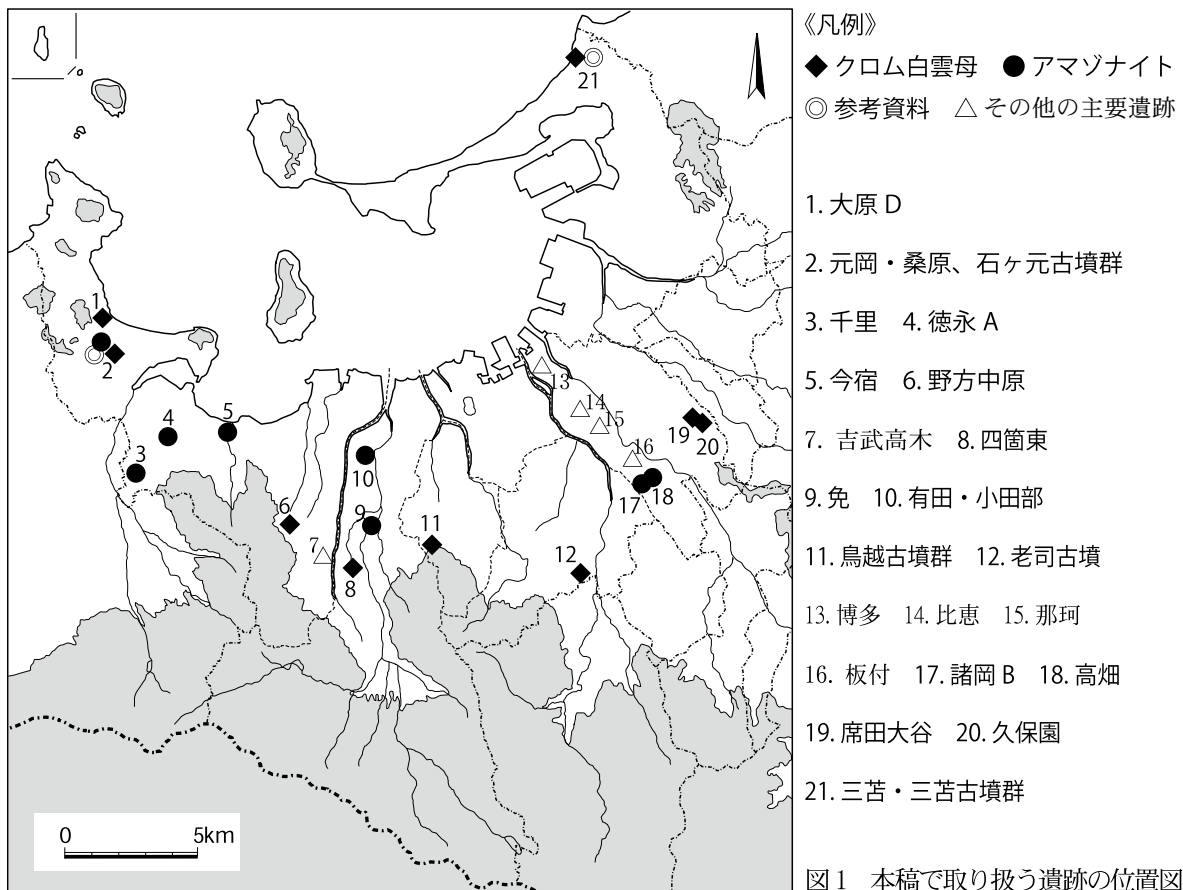 《凡例》
◆ クロム白雲母 ● アマゾナイト
◎ 参考資料 △ その他の主要遺跡
1. 大原 D
2. 元岡・桑原、石ヶ元古墳群
3. 千里 4. 徳永 A
5. 今宿 6. 野方中原
7. 吉武高木 8. 四箇東
9. 免 10. 有田・小田部
11. 鳥越古墳群 12. 老司古墳
13. 博多 14. 比恵 15. 那珂
16. 板付 17. 諸岡 B 18. 高畑
19. 席田大谷 20. 久保園
21. 三苫・三苫古墳群
図1 本稿で取り扱う遺跡の位置図
21
1
2
13
14
15
16
19
20
4
5
3
10
17
18
6
9
11
7
8
12
0 5km